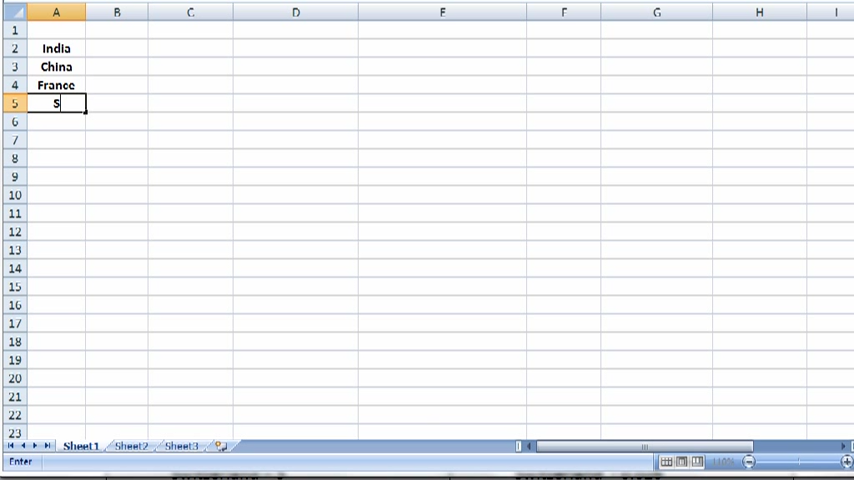 A B C D E F G H I
1
2 India
3 China
4 France
5 S
6
7
8
9
10
11
12
13
14
15
16
17
18
19
20
21
22
23
Sheet1 Sheet2 Sheet3
Enter 110%